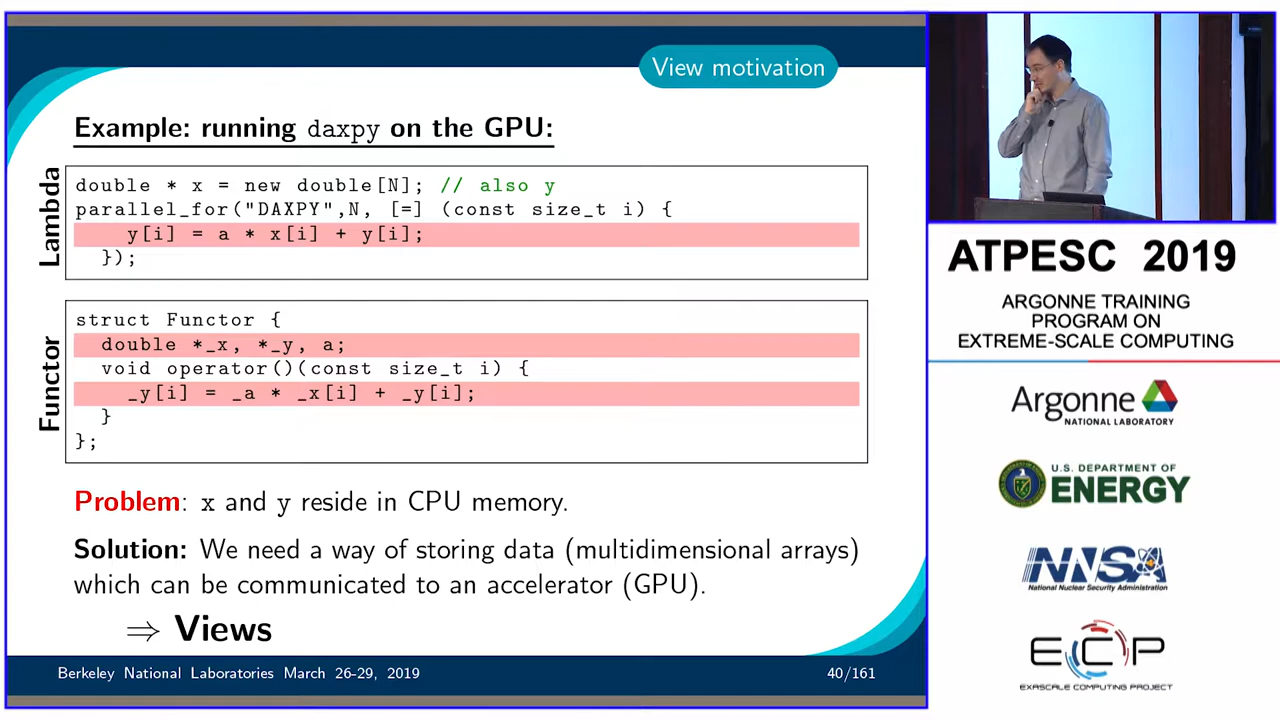 View motivation
Example: running daxpy on the GPU:
Lambda
double * x = new double[N]; // also y
parallel_for("DAXPY",N, [=] (const size_t i) {
y[i] = a * x[i] + y[i];
});
Functor
struct Functor {
double *_x, *_y, a;
void operator()(const size_t i) {
_y[i] = _a * _x[i] + _y[i];
}
};
Problem: x and y reside in CPU memory.
Solution: We need a way of storing data (multidimensional arrays)
which can be communicated to an accelerator (GPU).
⇒ Views
Berkeley National Laboratories March 26-29, 2019
40/161
ATPESC 2019
ARGONNE TRAINING
PROGRAM ON
EXTREME-SCALE COMPUTING
Argonne
NATIONAL LABORATORY
U.S. DEPARTMENT OF
ENERGY
NNSA
National Nuclear Security Administration
ECP
EXASCALE COMPUTING PROJECT